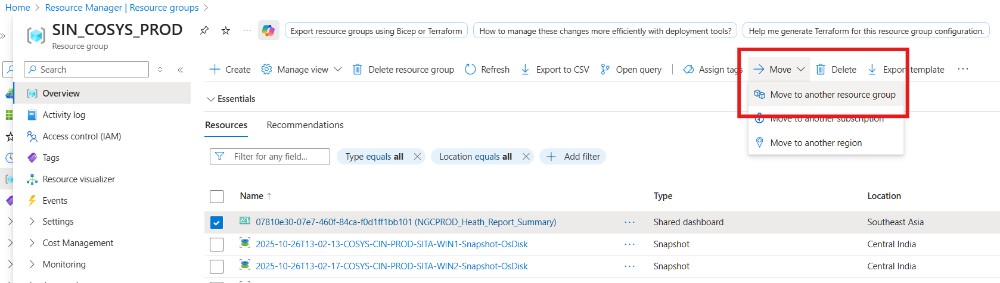 Home > Resource Manager | Resource groups >
SIN_COSYS_PROD
Resource group
Export resource groups using Bicep or Terraform
How to manage these changes more efficiently with deployment tools?
Help me generate Terraform for this resource group configuration.
Search
Create
Manage view
Delete resource group
Refresh
Export to CSV
Open query
Assign tags
Move
Delete
Export template
Move to another resource group
Move to another subscription
Move to another region
Overview
Activity log
Access control (IAM)
Tags
Resource visualizer
Events
Settings
Cost Management
Monitoring
Essentials
Resources
Recommendations
Filter for any field...
Type equals all
Location equals all
Add filter
Name ↑ Type Location
07810e30-07e7-460f-84ca-f0d1ff1bb101 (NGCPROD_Heath_Report_Summary) ... Shared dashboard Southeast Asia
2025-10-26T13-02-13-COSYS-CIN-PROD-SITA-WIN1-Snapshot-OsDisk ... Snapshot Central India
2025-10-26T13-02-17-COSYS-CIN-PROD-SITA-WIN2-Snapshot-OsDisk ... Snapshot Central India